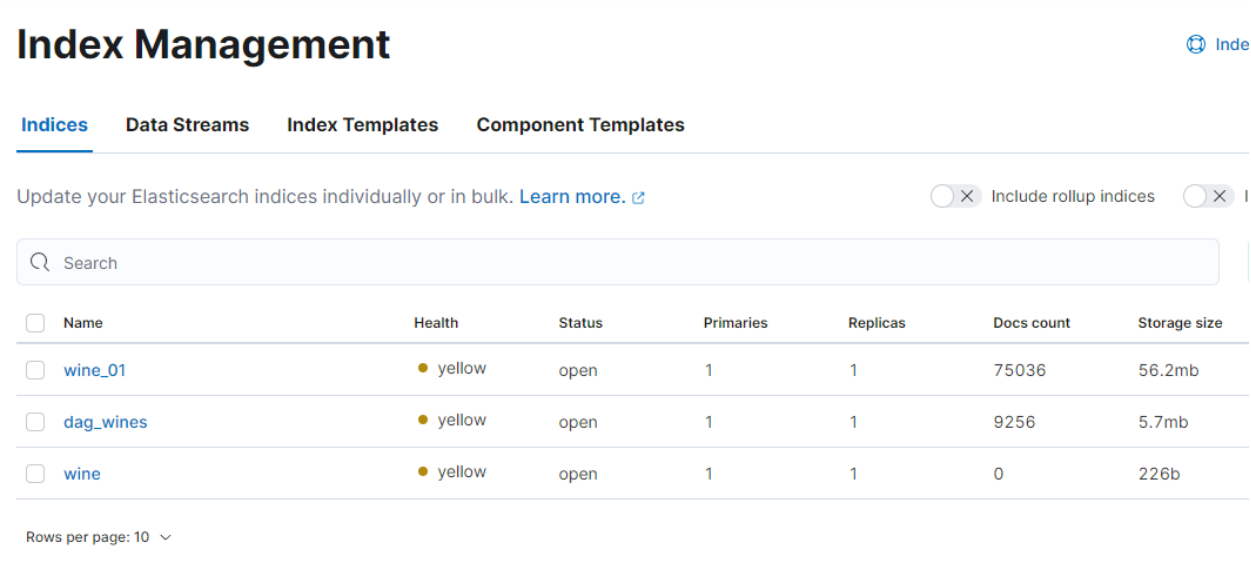 Index Management
Inde
Indices Data Streams Index Templates Component Templates
Update your Elasticsearch indices individually or in bulk. Learn more. Include rollup indices
Search
Name Health Status Primaries Replicas Docs count Storage size
wine_01 yellow open 1 1 75036 56.2mb
dag_wines yellow open 1 1 9256 5.7mb
wine yellow open 1 1 0 226b
Rows per page: 10